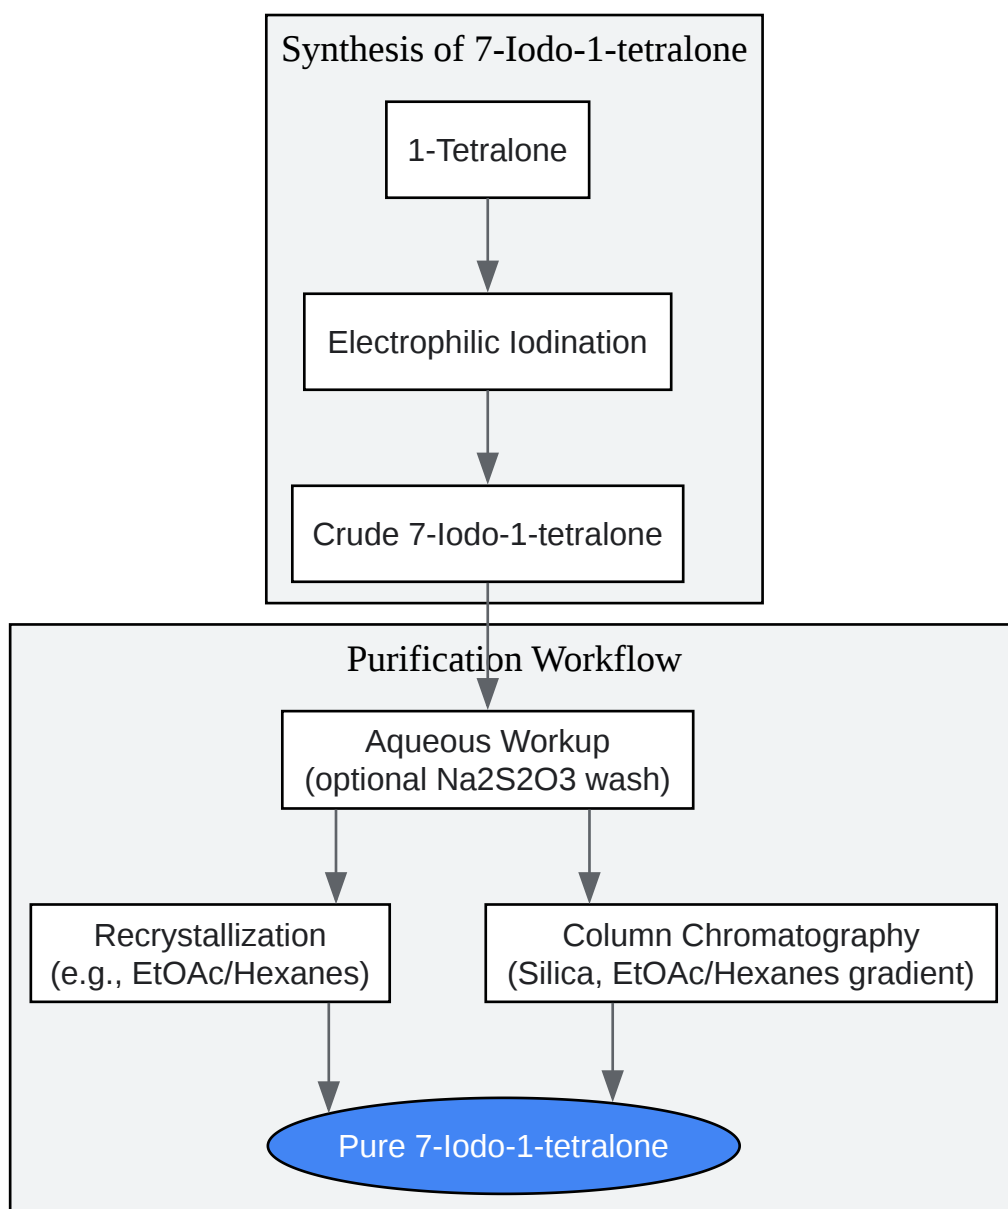 Synthesis of 7-Iodo-1-tetralone
1-Tetralone
Electrophilic Iodination
Crude 7-Iodo-1-tetralone
Purification Workflow
Aqueous Workup
(optional Na2S2O3 wash)
Recrystallization
(e.g., EtOAc/Hexanes)
Column Chromatography
(Silica, EtOAc/Hexanes gradient)
Pure 7-Iodo-1-tetralone